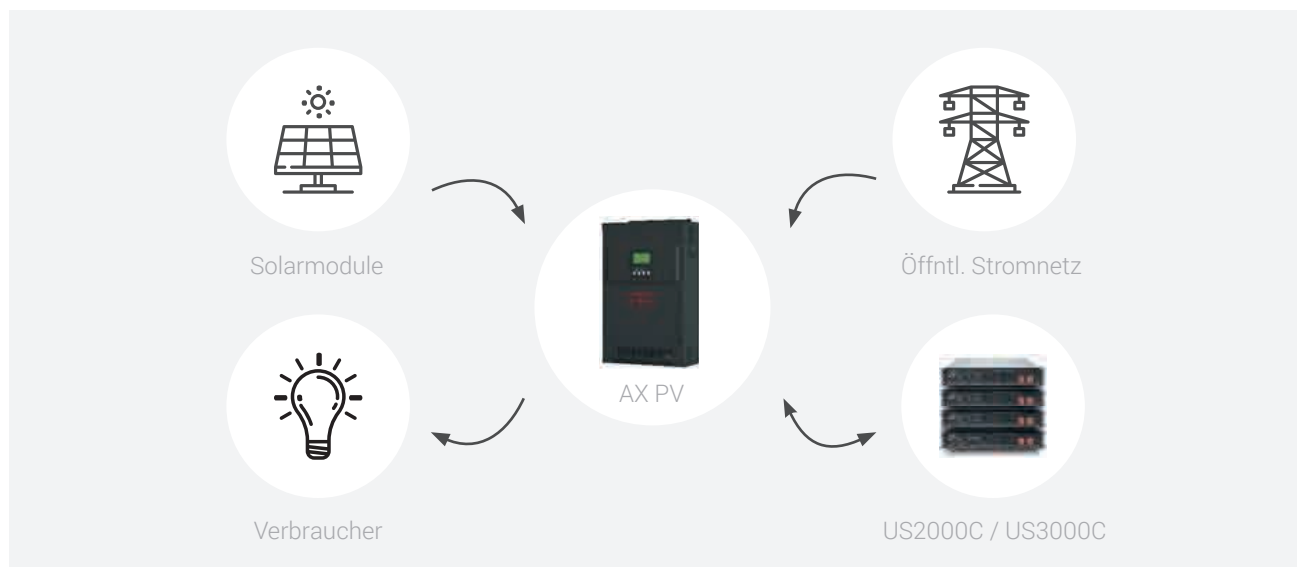 Solarmodule
Öffntl. Stromnetz
AX PV
Verbraucher
US2000C / US3000C